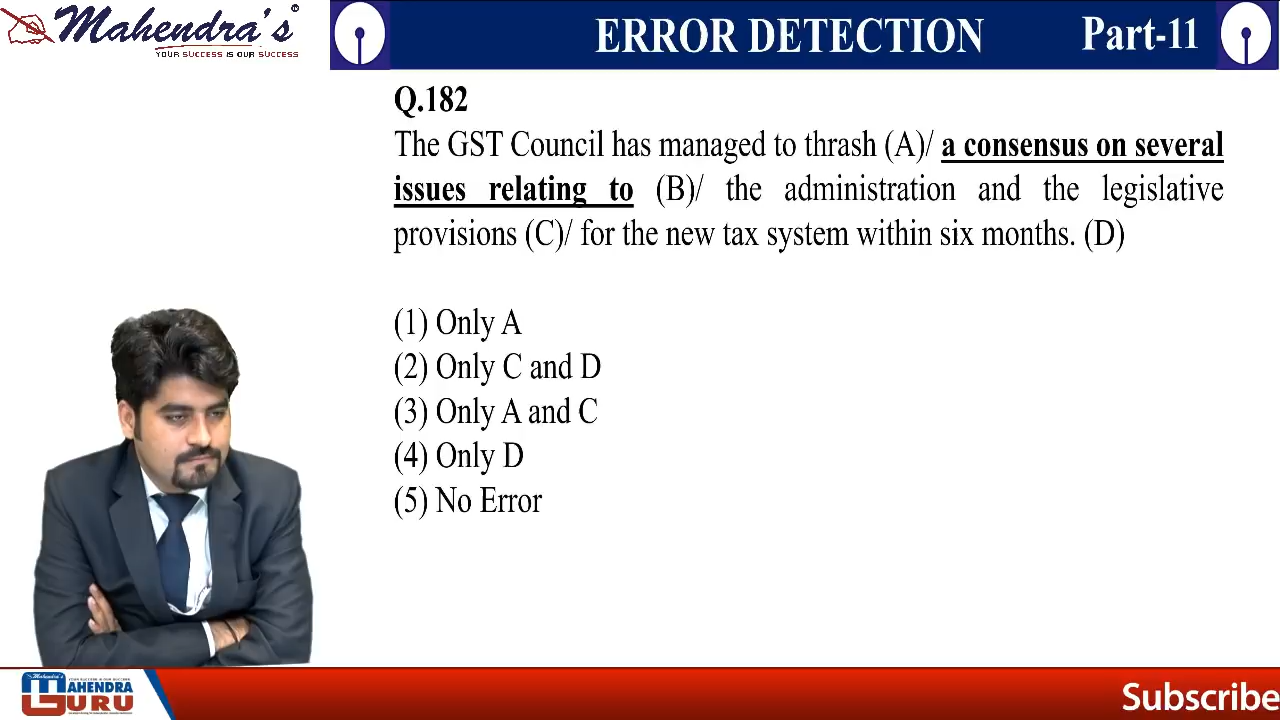 Mahendra's
YOUR SUCCESS IS OUR SUCCESS
ERROR DETECTION
Part-11
Q.182
The GST Council has managed to thrash (A)/ a consensus on several
issues relating to (B)/ the administration and the legislative
provisions (C)/ for the new tax system within six months. (D)
(1) Only A
(2) Only C and D
(3) Only A and C
(4) Only D
(5) No Error
MAHENDRA
GURU
Subscribe